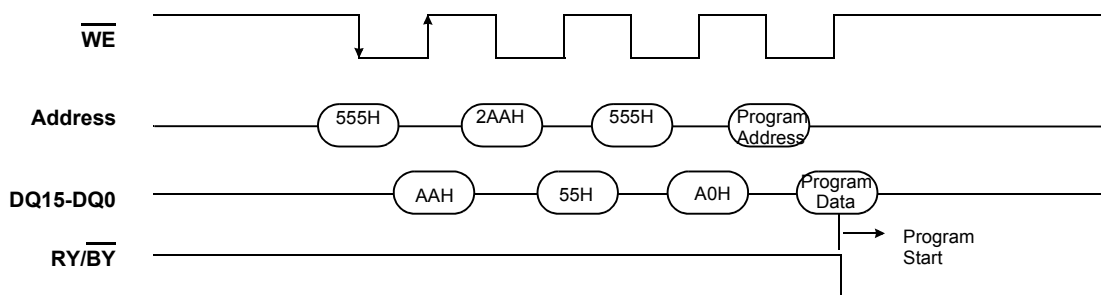 WE
Address
555H
2AAH
555H
Program
Address
DQ15-DQ0
AAH
55H
A0H
Program
Data
RY/BY
Program
Start